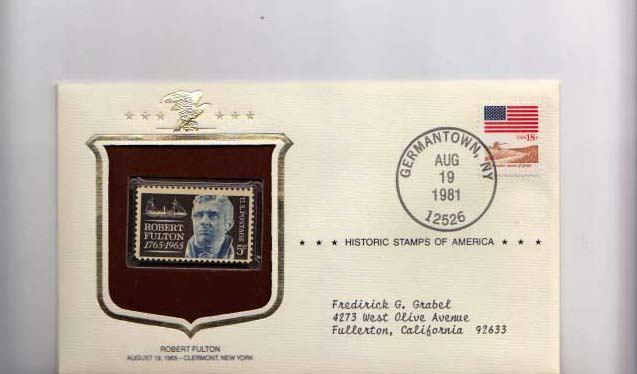 USA 18c
GERMANTOWN, NY
AUG
19
1981
12526
ROBERT
FULTON
1765-1965
U.S. POSTAGE
5c
★ ★ ★ HISTORIC STAMPS OF AMERICA ★ ★ ★
Fredirick G. Grabel
4273 West Olive Avenue
Fullerton, California 92633
ROBERT FULTON
AUGUST 19, 1965 – CLERMONT, NEW YORK